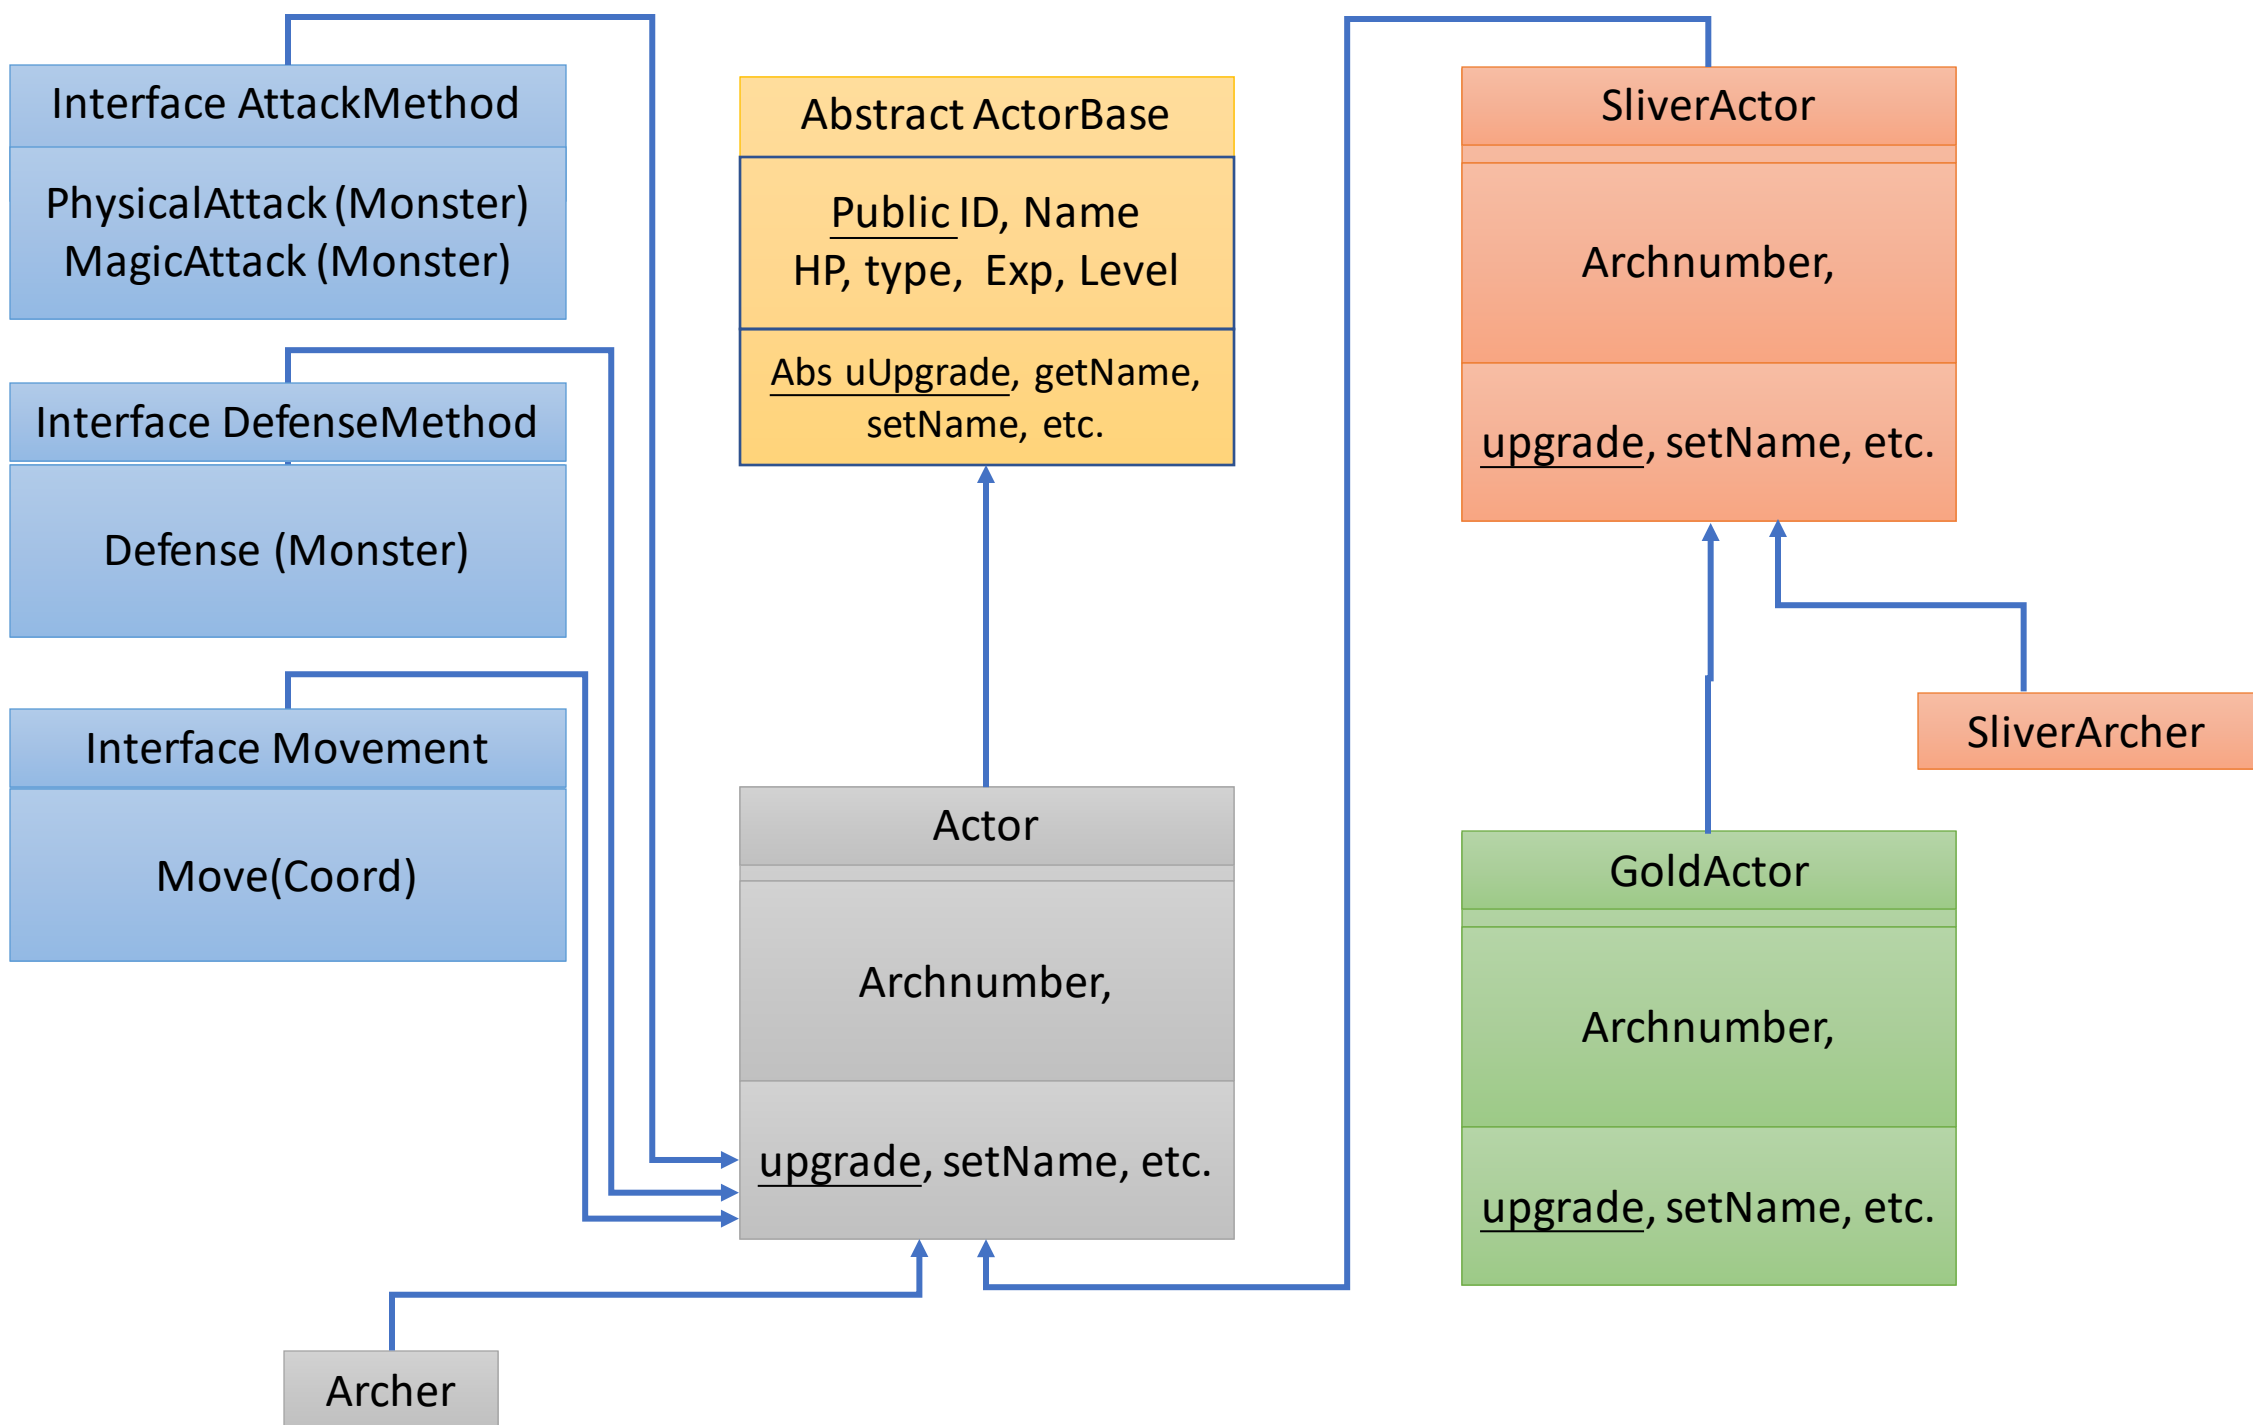 Interface AttackMethod
PhysicalAttack (Monster)
MagicAttack (Monster)
Interface DefenseMethod
Defense (Monster)
Interface Movement
Move(Coord)
Abstract ActorBase
Public ID, Name
HP, type, Exp, Level
Abs uUpgrade, getName,
setName, etc.
Actor
Archnumber,
upgrade, setName, etc.
Archer
SliverActor
Archnumber,
upgrade, setName, etc.
SliverArcher
GoldActor
Archnumber,
upgrade, setName, etc.